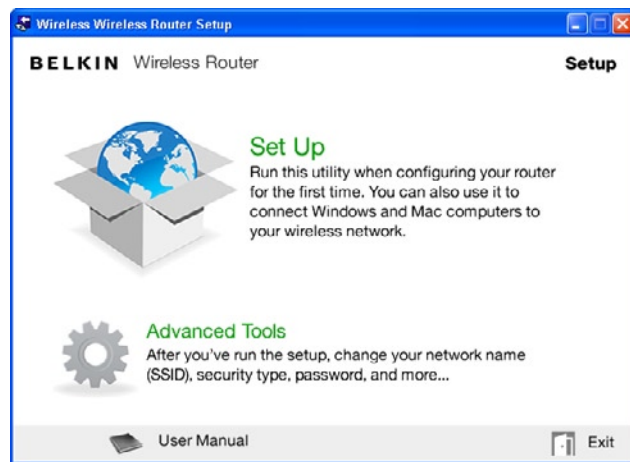 Wireless Wireless Router Setup
BELKIN Wireless Router
Setup
Set Up
Run this utility when configuring your router
for the first time. You can also use it to
connect Windows and Mac computers to
your wireless network.
Advanced Tools
After you've run the setup, change your network name
(SSID), security type, password, and more...
User Manual
Exit